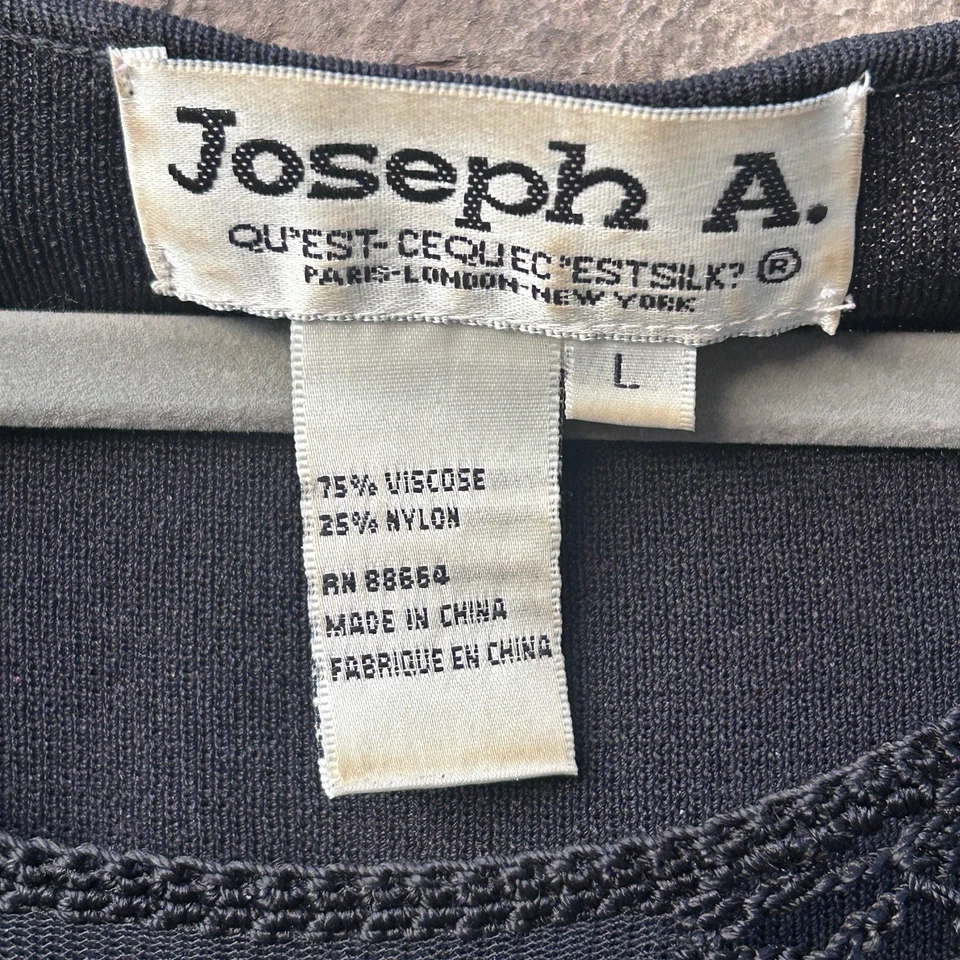 Joseph A.
QU'EST-CEQUEC'ESTSILK? ®
PARIS-LONDON-NEW YORK
L
75% VISCOSE
25% NYLON
RN 88664
MADE IN CHINA
FABRIQUE EN CHINA